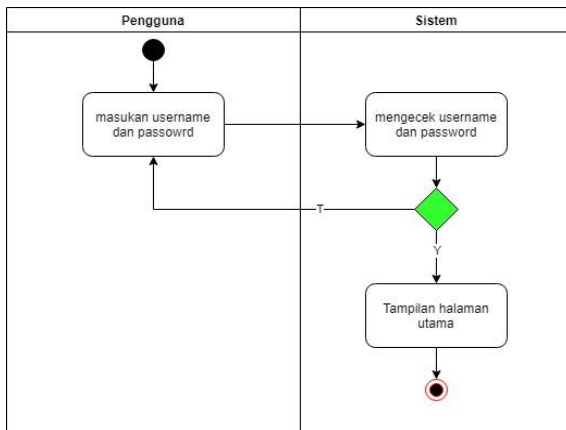 Pengguna
Sistem
masukan username
dan passowrd
mengecek username
dan password
T
Y
Tampilan halaman
utama